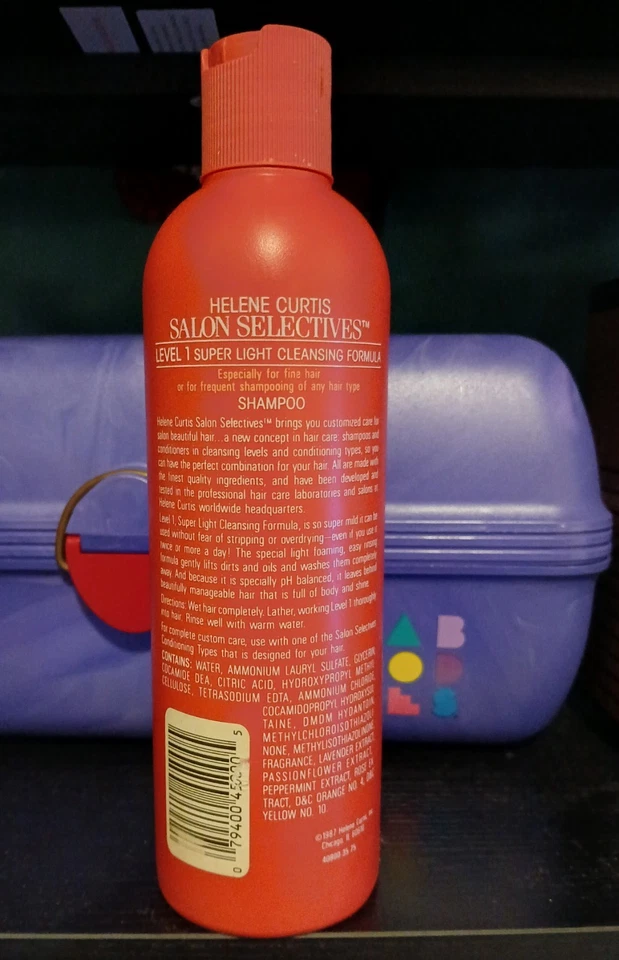 HELENE CURTIS
SALON SELECTIVES™
LEVEL 1 SUPER LIGHT CLEANSING FORMULA
Especially for fine hair
or for frequent shampooing of any hair type
SHAMPOO
Helene Curtis Salon Selectives™ brings you customized care for
salon beautiful hair...a new concept in hair care: shampoos and
conditioners in cleansing levels and conditioning types, so you
can have the perfect combination for your hair. All are made with
the finest quality ingredients, and have been developed and
tested in the professional hair care laboratories and salons in
Helene Curtis worldwide headquarters.
Level 1, Super Light Cleansing Formula, is so super mild it can be
used without fear of stripping or overdrying—even if you use it
twice or more a day! The special light foaming, easy rinsing
formula gently lifts dirts and oils and washes them completely
away. And because it is specially pH balanced, it leaves behind
beautifully manageable hair that is full of body and shine.
Directions: Wet hair completely. Lather, working Level 1 thoroughly
into hair. Rinse well with warm water.
For complete custom care, use with one of the Salon Selectives
Conditioning Types that is designed for your hair.
CONTAINS: WATER, AMMONIUM LAURYL SULFATE, GLYCERIN,
COCAMIDE DEA, CITRIC ACID, HYDROXYPROPYL METHYL
CELLULOSE, TETRASODIUM EDTA, AMMONIUM CHLORIDE,
COCAMIDOPROPYL HYDROXYSUL
TAINE, DMDM HYDANTOIN,
METHYLCHLOROISOTHIAZOLI
NONE, METHYLISOTHIAZOLINONE,
FRAGRANCE, LAVENDER EXTRACT,
PASSIONFLOWER EXTRACT,
PEPPERMINT EXTRACT, ROSE EX
TRACT, D&C ORANGE NO. 4, D&C
YELLOW NO. 10.
© 1987 Helene Curtis, Inc.
Chicago, IL
0 79400 45000 5
A B